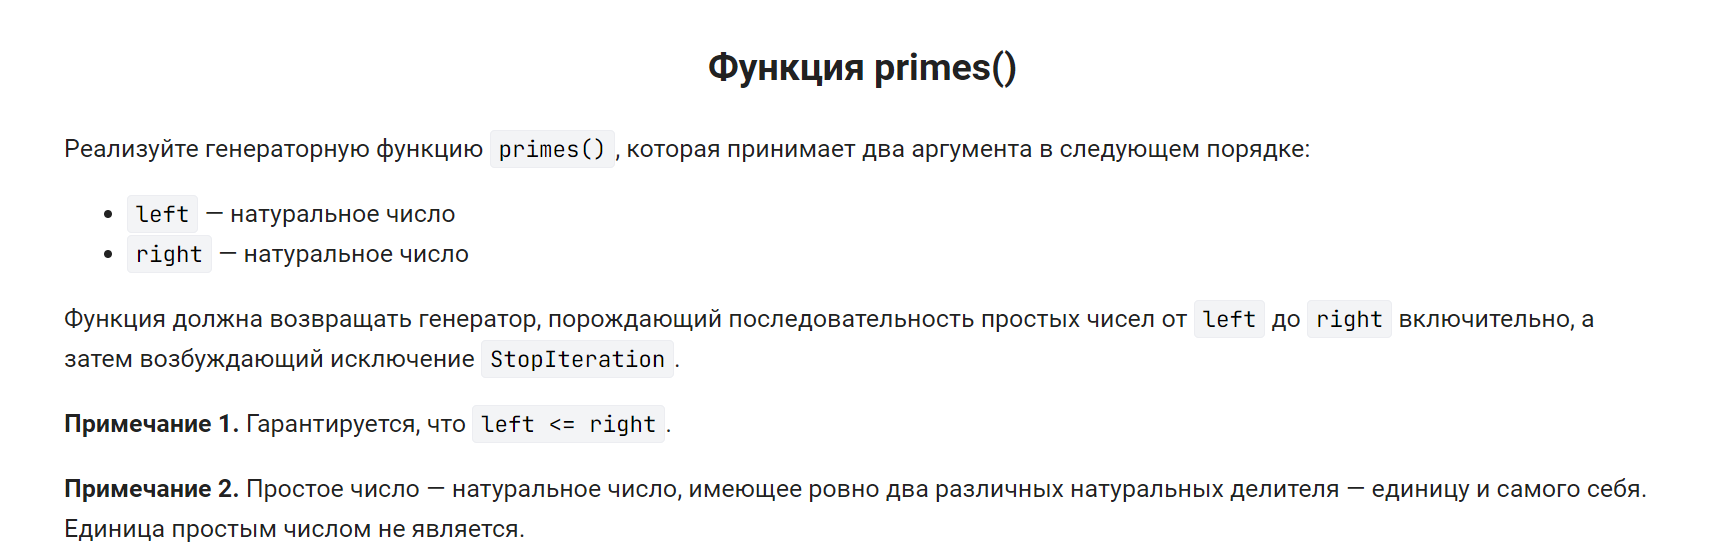 Функция primes()
Реализуйте генераторную функцию primes(), которая принимает два аргумента в следующем порядке:
• left — натуральное число
• right — натуральное число
Функция должна возвращать генератор, порождающий последовательность простых чисел от left до right включительно, а
затем возбуждающий исключение StopIteration.
Примечание 1. Гарантируется, что left <= right.
Примечание 2. Простое число — натуральное число, имеющее ровно два различных натуральных делителя — единицу и самого себя.
Единица простым числом не является.